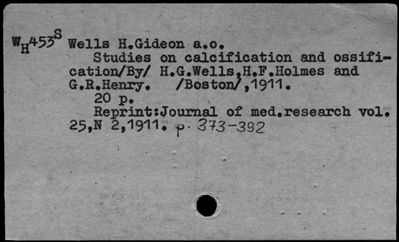 WH453S Wells H.Gideon a.o.
Studies on calcification and ossifi-
cation/By/ H.G.Wells,H.F.Holmes and
G.R.Henry. /Boston/,1911.
20 p.
Reprint:Journal of med.research vol.
25,N 2,1911. p. 373-392